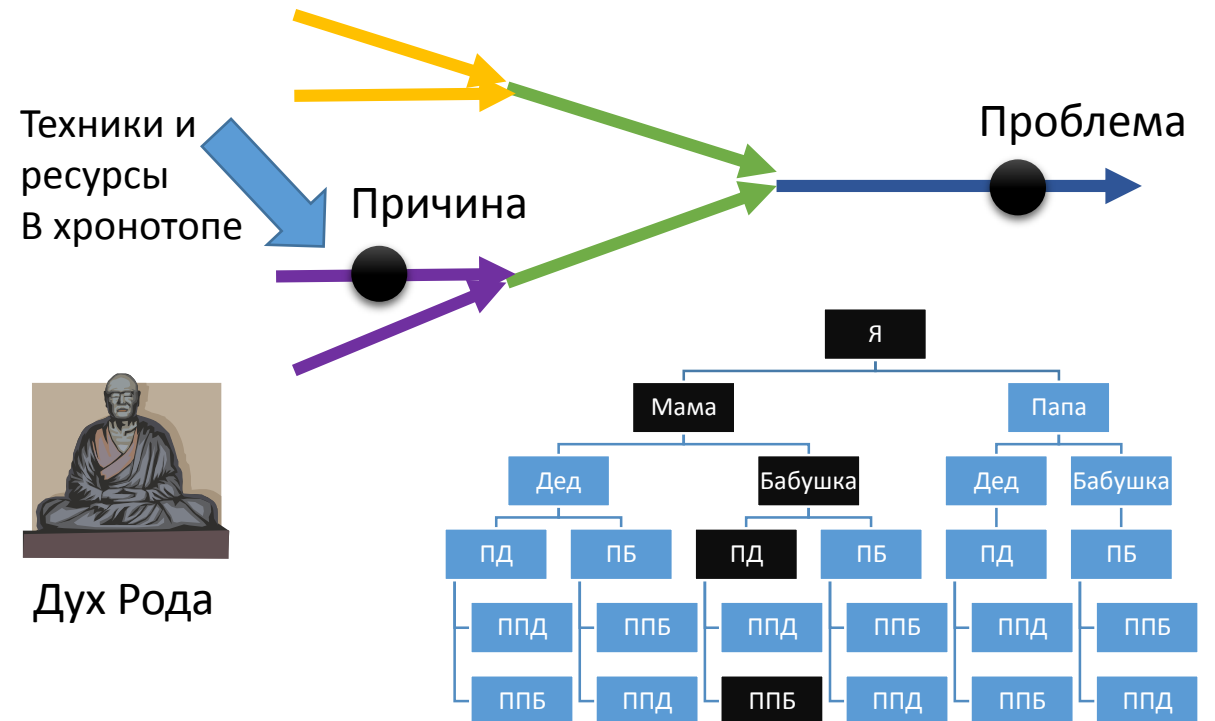 Техники и
ресурсы
В хронотопе
Причина
Проблема
Дух Рода
Я
Мама Папа
Дед Бабушка Дед Бабушка
ПД ПБ ПД ПБ ПД ПБ
ППД ППБ ППД ППБ ППД ППБ
ППБ ППД ППБ ППД ППБ ППД